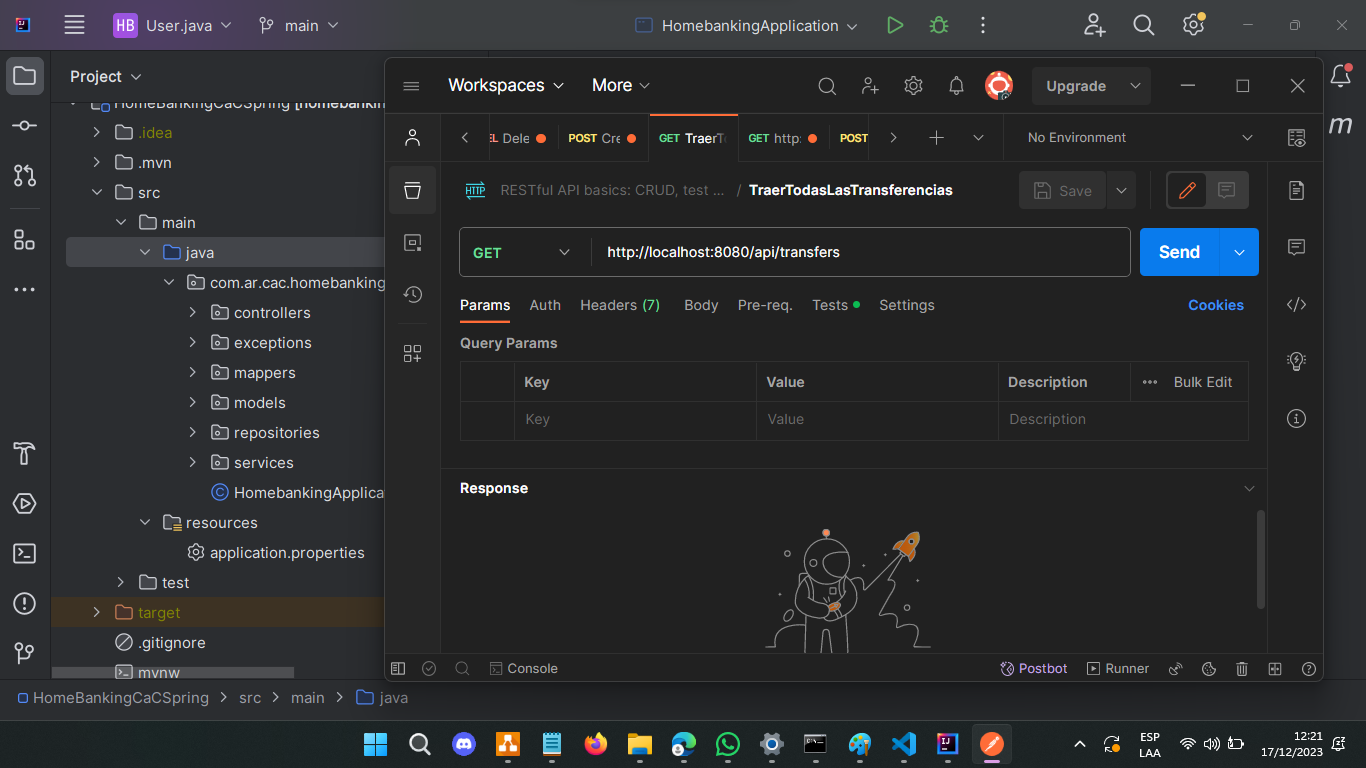 HB User.java main HomebankingApplication
Project
HomeBankingCaCSpring [homebanking
.idea
.mvn
src
main
java
com.ar.cac.homebanking
controllers
exceptions
mappers
models
repositories
services
HomebankingApplica
resources
application.properties
test
target
.gitignore
mvnw
HomeBankingCaCSpring src main java
Workspaces More Upgrade
EL Dele POST Cre GET TraerTo GET http: POST No Environment
HTTP RESTful API basics: CRUD, test ... / TraerTodasLasTransferencias Save
GET http://localhost:8080/api/transfers Send
Params Auth Headers (7) Body Pre-req. Tests Settings Cookies
Query Params
Key Value Description Bulk Edit
Key Value Description
Response
Console Postbot Runner
m
ESP
LAA
12:21
17/12/2023